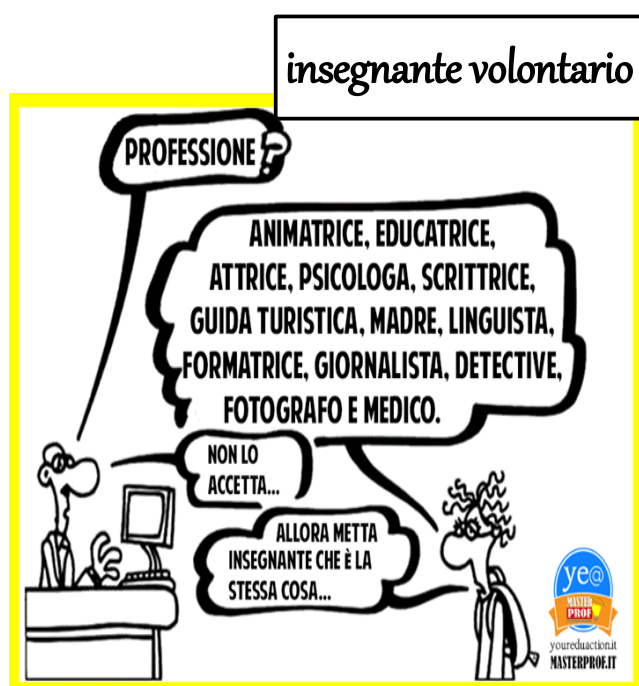 insegnante volontario
PROFESSIONE?
ANIMATRICE, EDUCATRICE,
ATTRICE, PSICOLOGA, SCRITTRICE,
GUIDA TURISTICA, MADRE, LINGUISTA,
FORMATRICE, GIORNALISTA, DETECTIVE,
FOTOGRAFO E MEDICO.
NON LO
ACCETTA...
ALLORA METTA
INSEGNANTE CHE È LA
STESSA COSA...
ye@
MASTER
PROF
youreduaction.it
MASTERPROF.IT